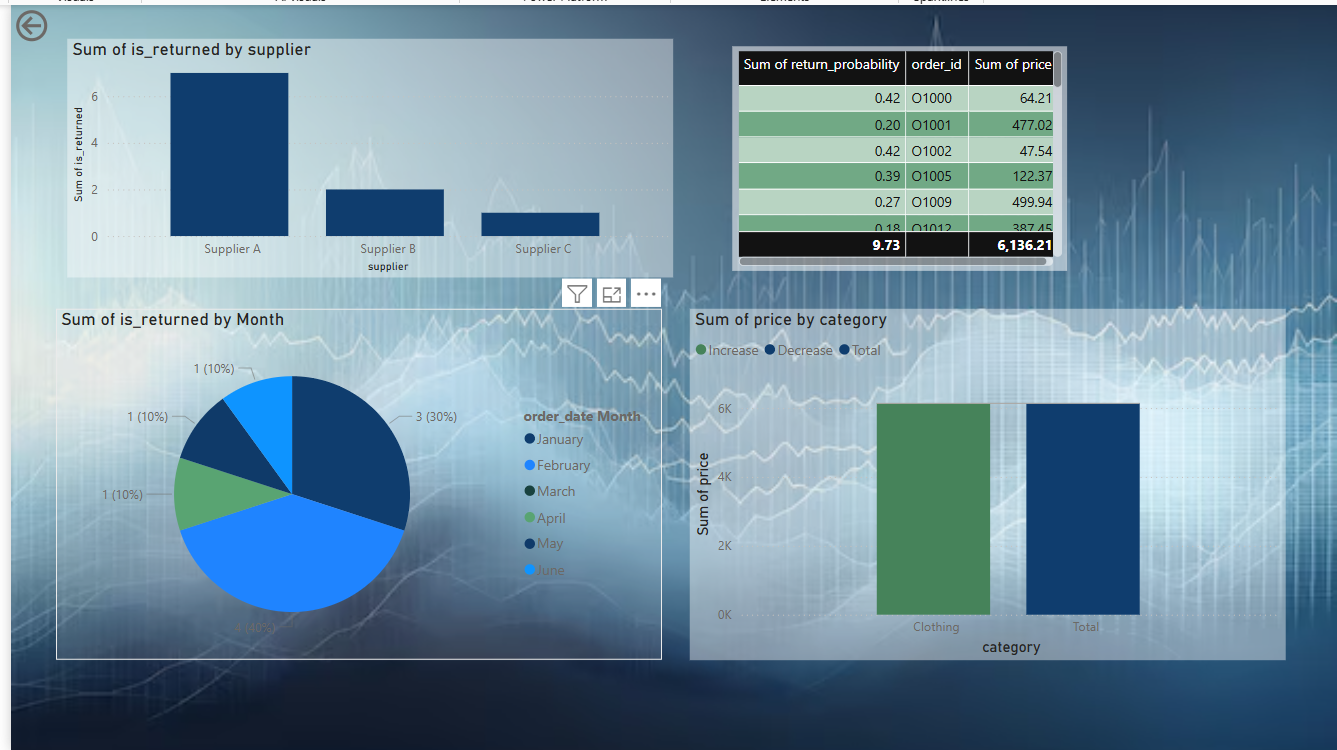 Sum of is_returned by supplier
Sum of is_returned
6
4
2
0
Supplier A
Supplier B
Supplier C
supplier
Sum of return_probability order_id Sum of price
0.42 O1000 64.21
0.20 O1001 477.02
0.42 O1002 47.54
0.39 O1005 122.37
0.27 O1009 499.94
0.18 O1012 387.45
9.73 6,136.21
Sum of is_returned by Month
1 (10%)
1 (10%)
1 (10%)
3 (30%)
4 (40%)
order_date Month
January
February
March
April
May
June
Sum of price by category
Increase Decrease Total
Sum of price
6K
4K
2K
0K
Clothing
Total
category